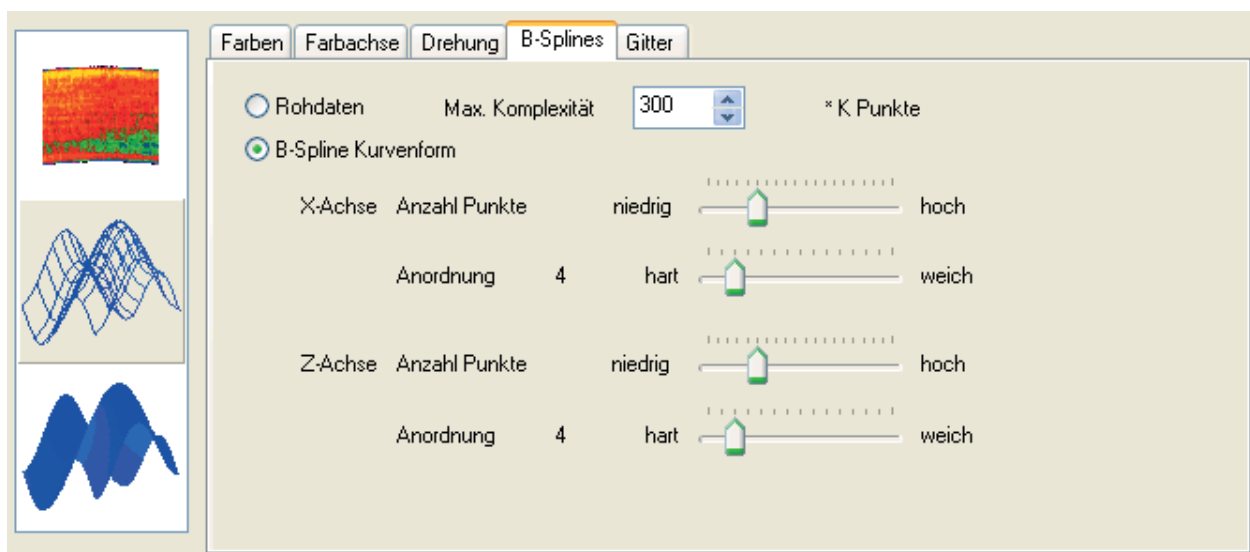 Farben Farbachse Drehung B-Splines Gitter
Rohdaten Max. Komplexität 300 * K Punkte
B-Spline Kurvenform
X-Achse Anzahl Punkte niedrig hoch
Anordnung 4 hart weich
Z-Achse Anzahl Punkte niedrig hoch
Anordnung 4 hart weich